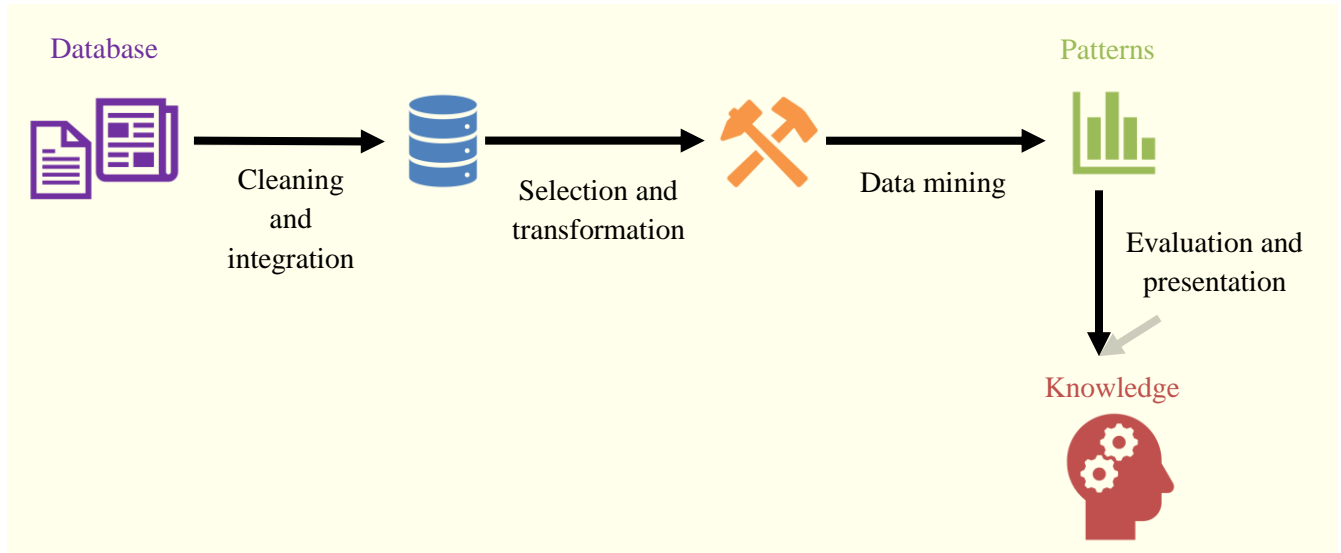 Database
Cleaning
and
integration
Selection and
transformation
Data mining
Patterns
Evaluation and
presentation
Knowledge